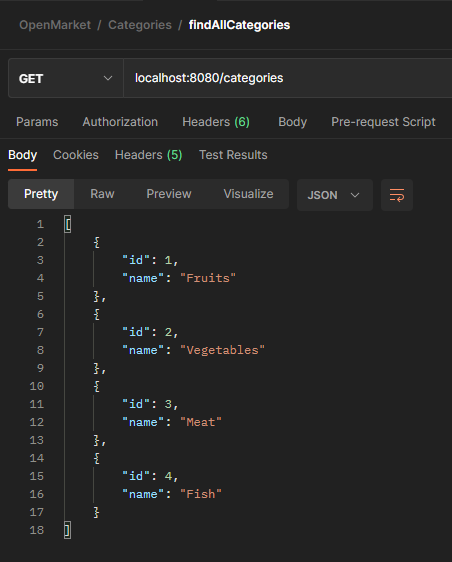 OpenMarket / Categories / findAllCategories
GET localhost:8080/categories
Params Authorization Headers (6) Body Pre-request Script
Body Cookies Headers (5) Test Results
Pretty Raw Preview Visualize JSON
1 [
2 {
3 "id": 1,
4 "name": "Fruits"
5 },
6 {
7 "id": 2,
8 "name": "Vegetables"
9 },
10 {
11 "id": 3,
12 "name": "Meat"
13 },
14 {
15 "id": 4,
16 "name": "Fish"
17 }
18 ]